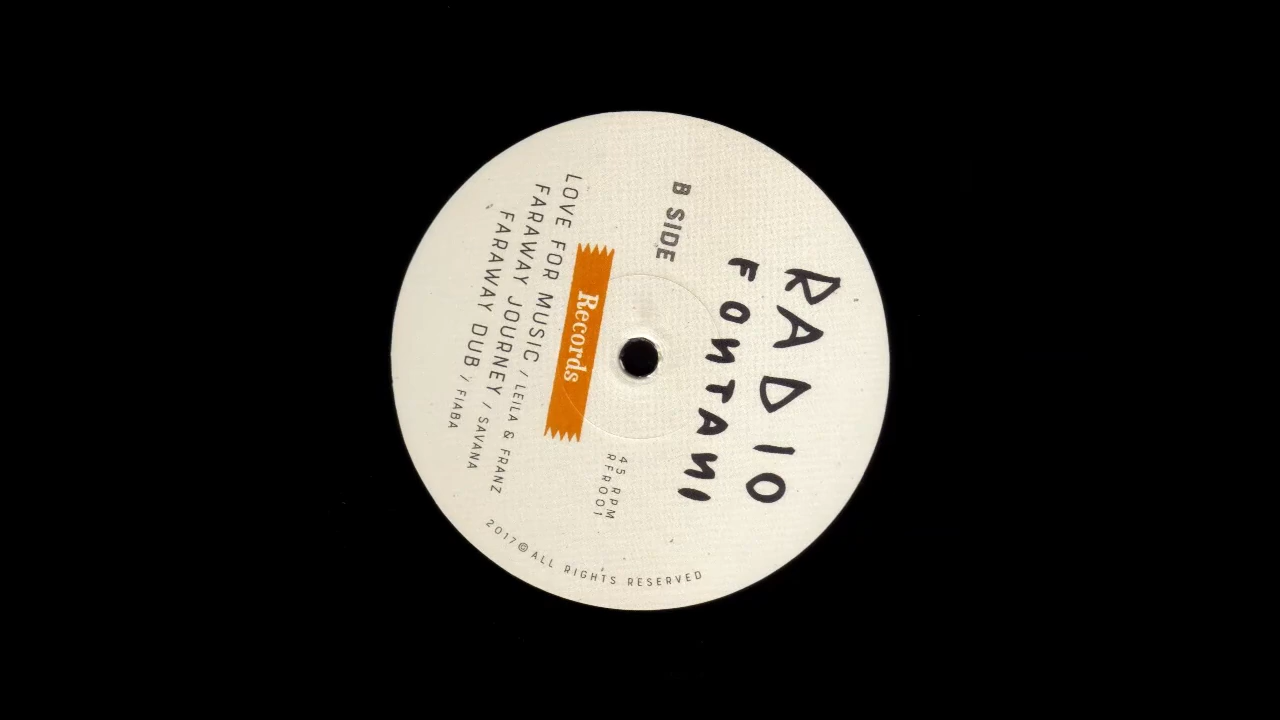 RADIO
FONTANI
B SIDE
Records
45 RPM
RFR001
LOVE FOR MUSIC / LEILA & FRANZ
FARAWAY JOURNEY / SAVANA
FARAWAY DUB / FIABA
2017 © ALL RIGHTS RESERVED